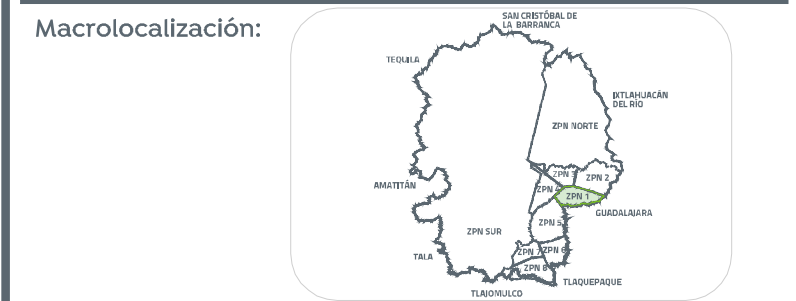 Macrolocalización:
SAN CRISTÓBAL DE
LA BARRANCA
TEQUILA
IXTLAHUACÁN
DEL RÍO
ZPN NORTE
ZPN 3
ZPN 2
AMATITÁN
ZPN 4
ZPN 1
GUADALAJARA
ZPN 5
ZPN SUR
ZPN 7
ZPN 6
TALA
ZPN 8
TLAQUEPAQUE
TLAJOMULCO